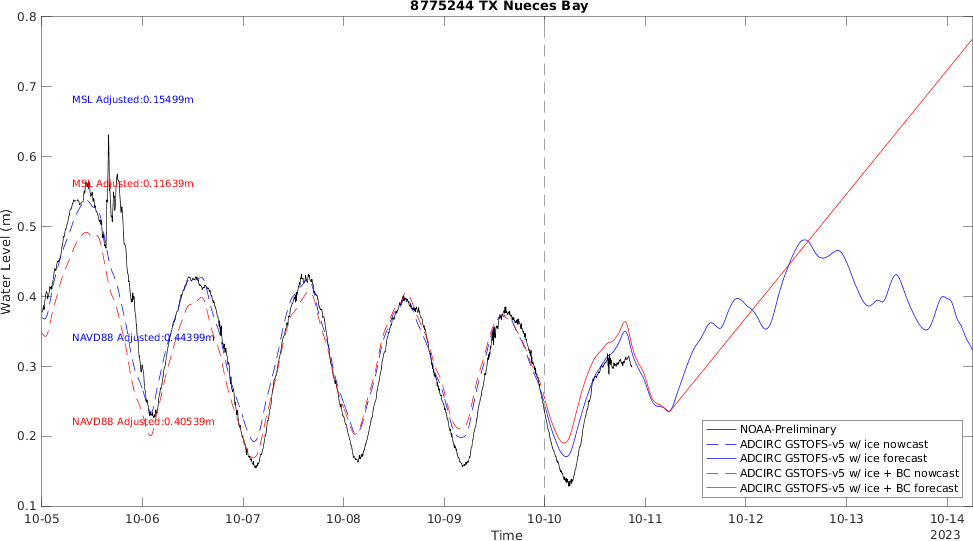 8775244 TX Nueces Bay
0.8
0.7
0.6
0.5
0.4
0.3
0.2
0.1
Water Level (m)
MSL Adjusted:0.15499m
MSL Adjusted:0.11639m
NAVD88 Adjusted:0.44399m
NAVD88 Adjusted:0.40539m
NOAA-Preliminary
ADCIRC GSTOFS-v5 w/ ice nowcast
ADCIRC GSTOFS-v5 w/ ice forecast
ADCIRC GSTOFS-v5 w/ ice + BC nowcast
ADCIRC GSTOFS-v5 w/ ice + BC forecast
10-05 10-06 10-07 10-08 10-09 10-10 10-11 10-12 10-13 10-14
Time 2023